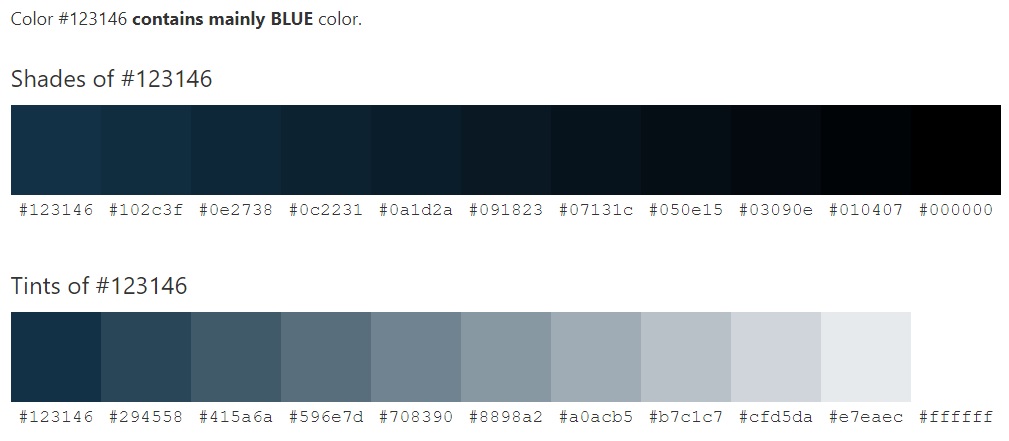 Color #123146 contains mainly BLUE color.
Shades of #123146
#123146 #102c3f #0e2738 #0c2231 #0a1d2a #091823 #07131c #050e15 #03090e #010407 #000000
Tints of #123146
#123146 #294558 #415a6a #596e7d #708390 #8898a2 #a0acb5 #b7c1c7 #cfd5da #e7eaec #ffffff